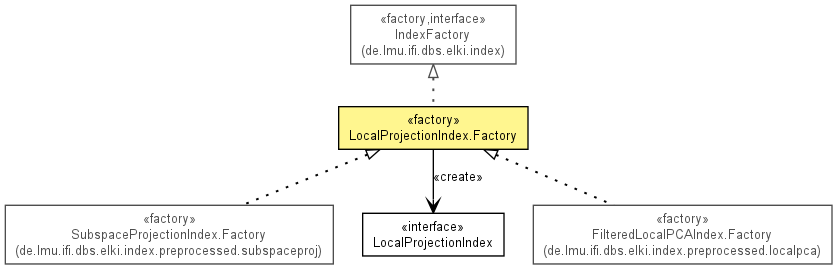 «factory,interface»
IndexFactory
(de.lmu.ifi.dbs.elki.index)
«factory»
LocalProjectionIndex.Factory
«create»
«factory»
SubspaceProjectionIndex.Factory
(de.lmu.ifi.dbs.elki.index.preprocessed.subspaceproj)
«interface»
LocalProjectionIndex
«factory»
FilteredLocalPCAIndex.Factory
(de.lmu.ifi.dbs.elki.index.preprocessed.localpca)